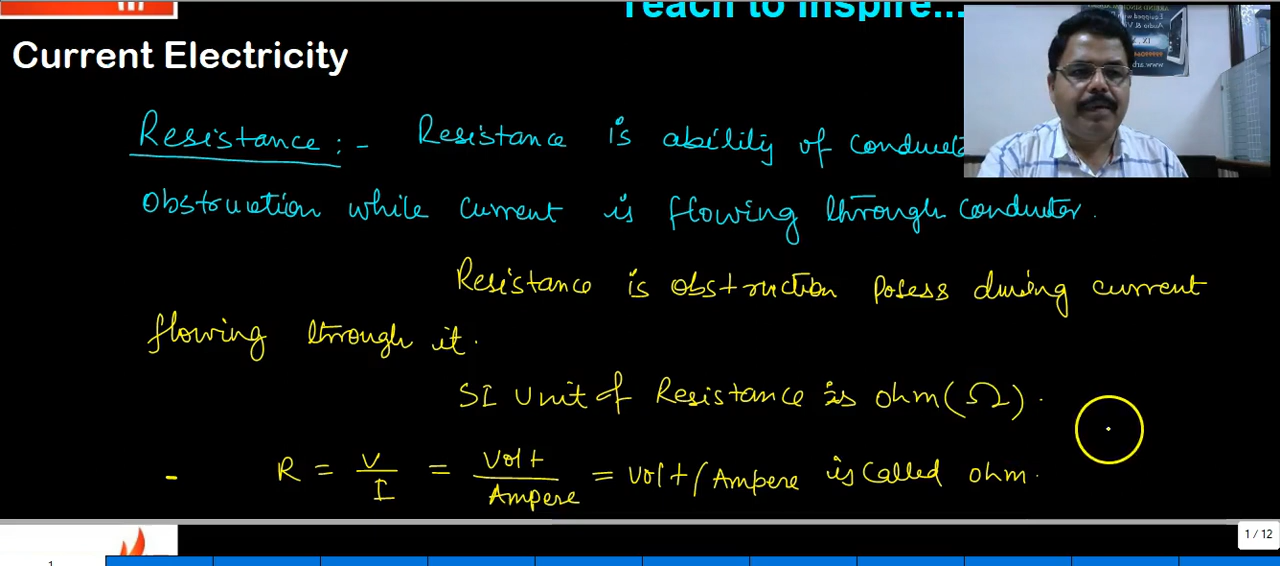 Teach to Inspire...
Current Electricity
Resistance :- Resistance is ability of
obstruction while current is flowing through conductor.
Resistance is obstruction posess during current
flowing through it.
SI Unit of Resistance is ohm (Ω).
- R = V/I = Volt/Ampere = Volt/Ampere is called ohm.
1 / 12
1